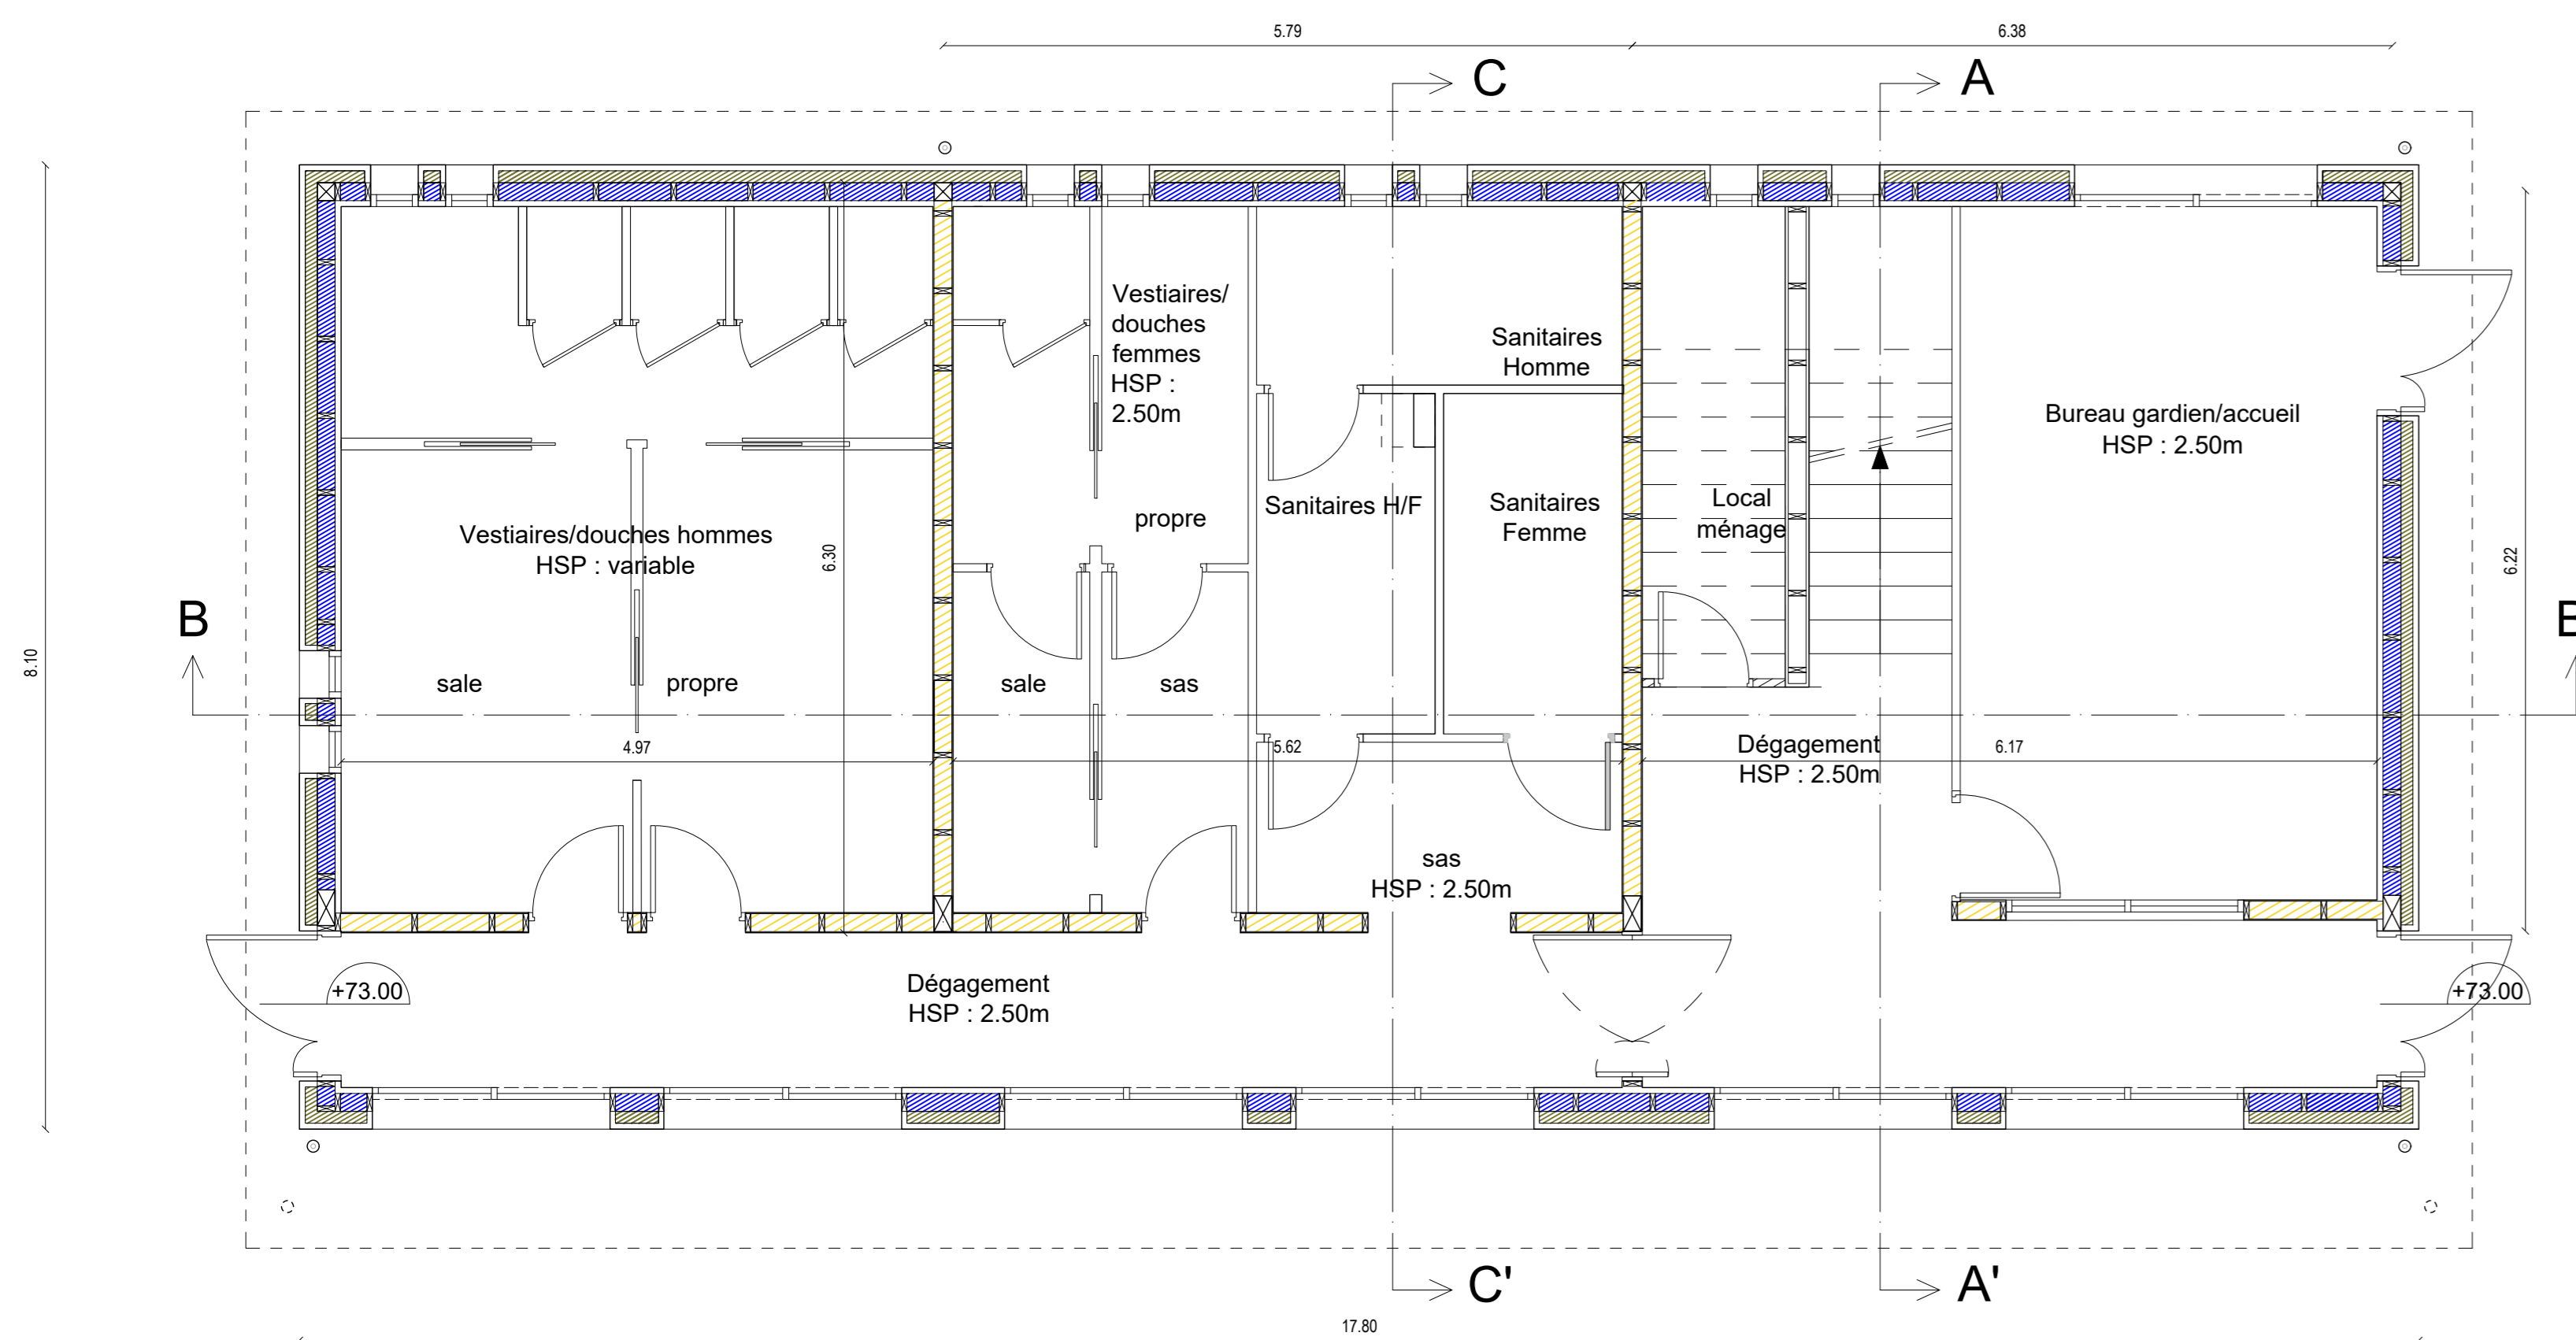 5.79
6.38
C
A
Vestiaires/
douches
femmes
HSP :
2.50m
Sanitaires
Homme
Bureau gardien/accueil
HSP : 2.50m
Sanitaires H/F
Sanitaires
Femme
Local
ménage
propre
Vestiaires/douches hommes
HSP : variable
6.30
6.22
8.10
B
B
sale
propre
sale
sas
4.97
5.62
6.17
Dégagement
HSP : 2.50m
sas
HSP : 2.50m
Dégagement
HSP : 2.50m
+73.00
+73.00
C'
A'
17.80